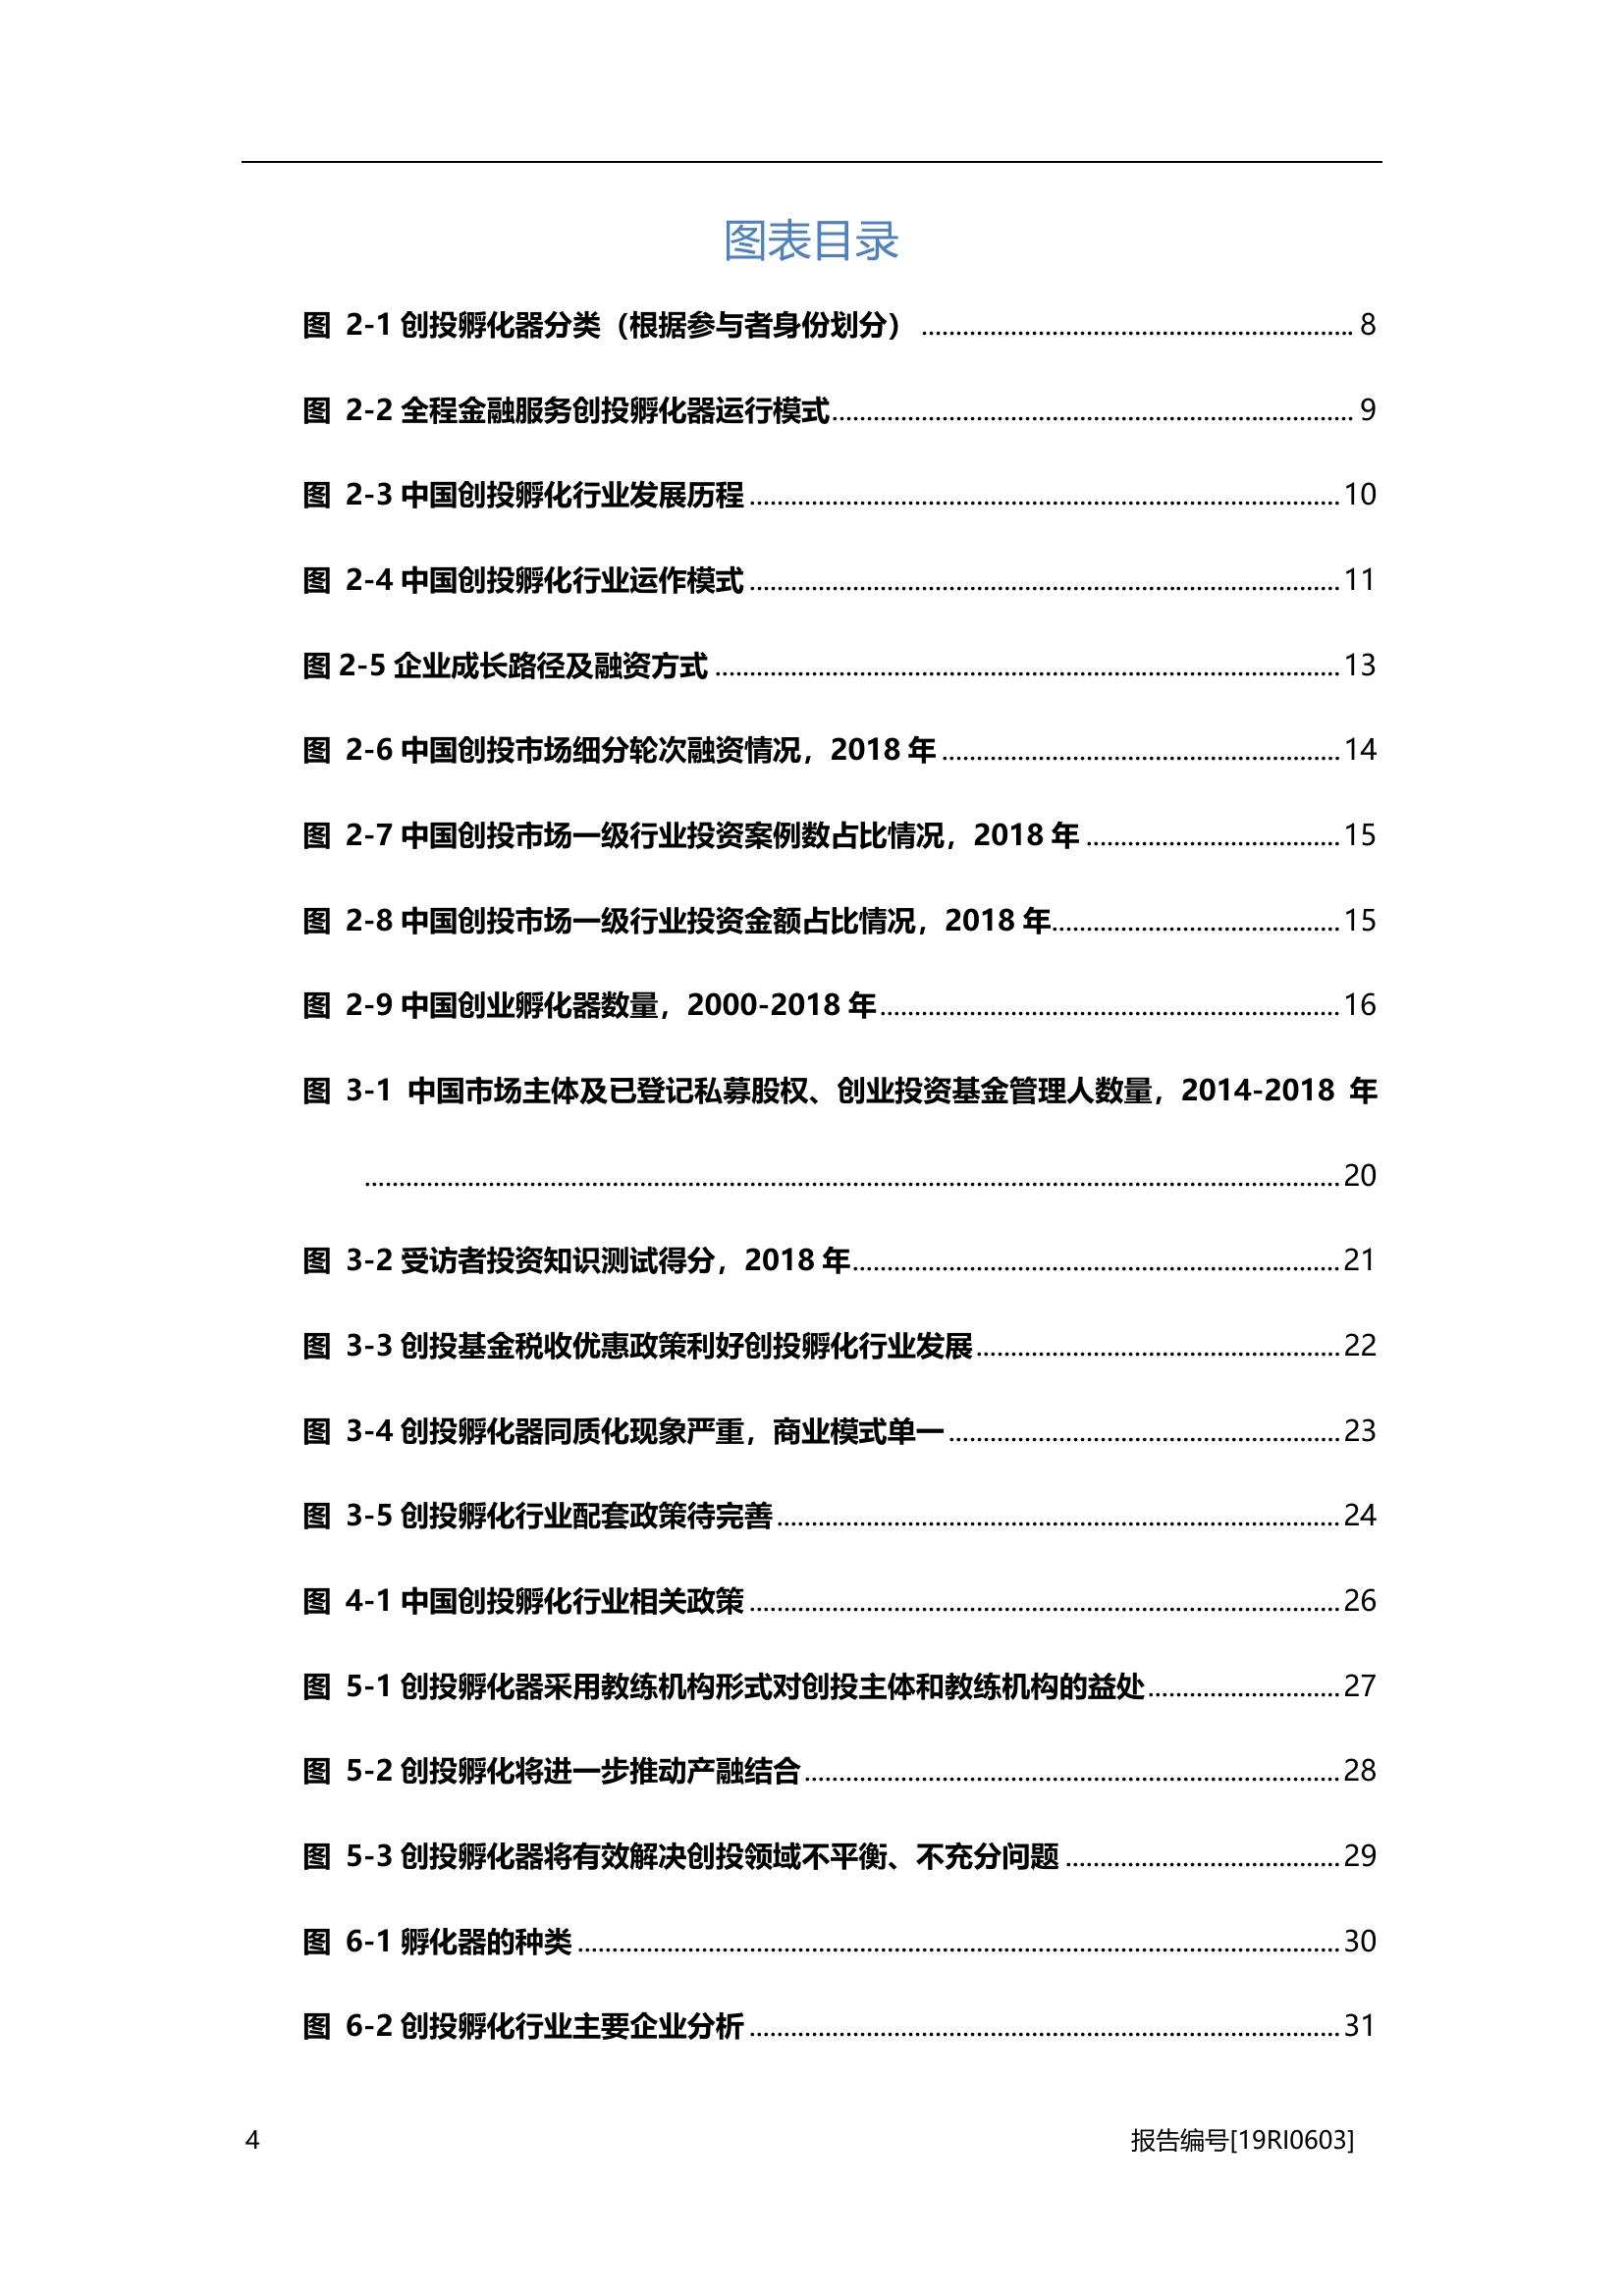 图表目录
图 2-1 创投孵化器分类（根据参与者身份划分） ........................................ 8
图 2-2 全程金融服务创投孵化器运行模式........................................ 9
图 2-3 中国创投孵化行业发展历程 ........................................ 10
图 2-4 中国创投孵化行业运作模式 ........................................ 11
图2-5 企业成长路径及融资方式 ........................................ 13
图 2-6 中国创投市场细分轮次融资情况，2018 年 ........................................ 14
图 2-7 中国创投市场一级行业投资案例数占比情况，2018 年 ........................................ 15
图 2-8 中国创投市场一级行业投资金额占比情况，2018 年........................................ 15
图 2-9 中国创业孵化器数量，2000-2018 年........................................ 16
图 3-1 中国市场主体及已登记私募股权、创业投资基金管理人数量，2014-2018 年
........................................ 20
图 3-2 受访者投资知识测试得分，2018 年........................................ 21
图 3-3 创投基金税收优惠政策利好创投孵化行业发展........................................ 22
图 3-4 创投孵化器同质化现象严重，商业模式单一 ........................................ 23
图 3-5 创投孵化行业配套政策待完善 ........................................ 24
图 4-1 中国创投孵化行业相关政策 ........................................ 26
图 5-1 创投孵化器采用教练机构形式对创投主体和教练机构的益处........................................ 27
图 5-2 创投孵化将进一步推动产融结合........................................ 28
图 5-3 创投孵化器将有效解决创投领域不平衡、不充分问题 ........................................ 29
图 6-1 孵化器的种类 ........................................ 30
图 6-2 创投孵化行业主要企业分析 ........................................ 31
4 报告编号[19RI0603]